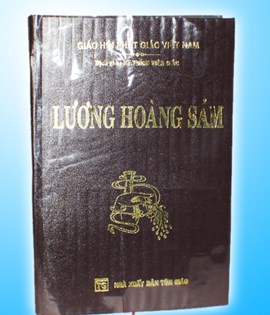 GIÁO HỘI PHẬT GIÁO VIỆT NAM
LƯƠNG HOÀNG SÁM
NHÀ XUẤT BẢN TÔN GIÁO